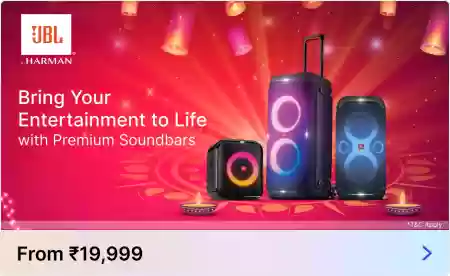 JBL
by HARMAN
Bring Your
Entertainment to Life
with Premium Soundbars
*T&C Apply
From ₹19,999